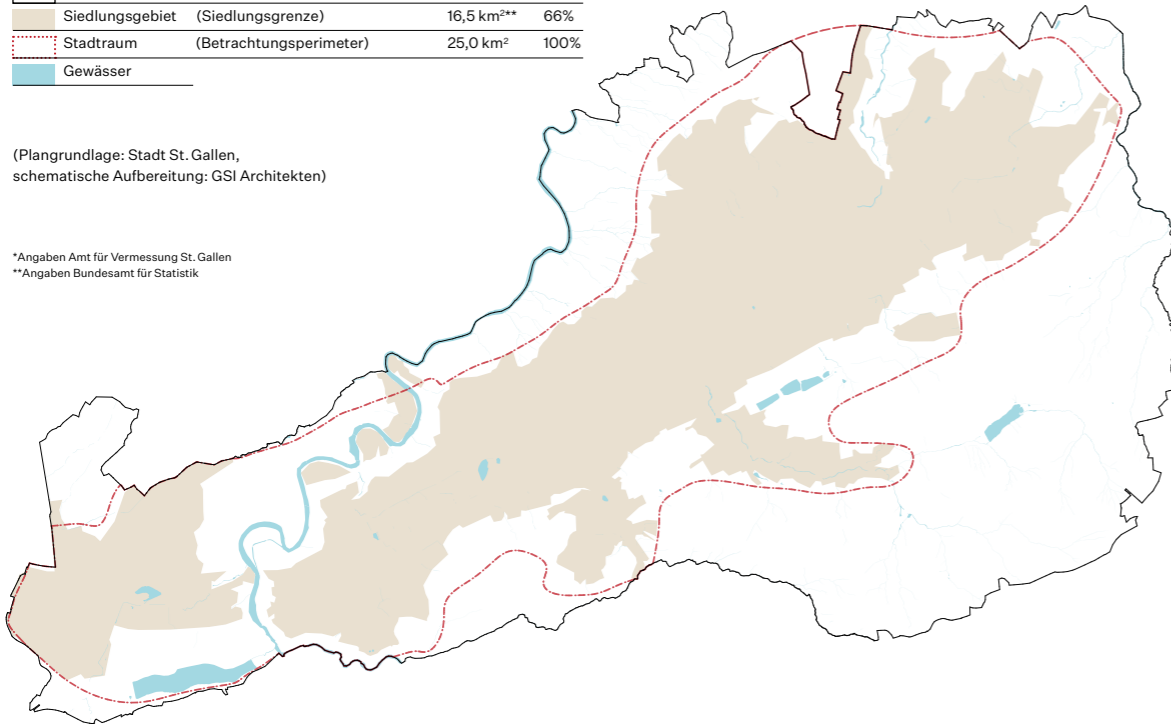 Siedlungsgebiet (Siedlungsgrenze) 16,5 km²** 66%
Stadtraum (Betrachtungsperimeter) 25,0 km² 100%
Gewässer
(Plangrundlage: Stadt St. Gallen,
schematische Aufbereitung: GSI Architekten)
*Angaben Amt für Vermessung St. Gallen
**Angaben Bundesamt für Statistik